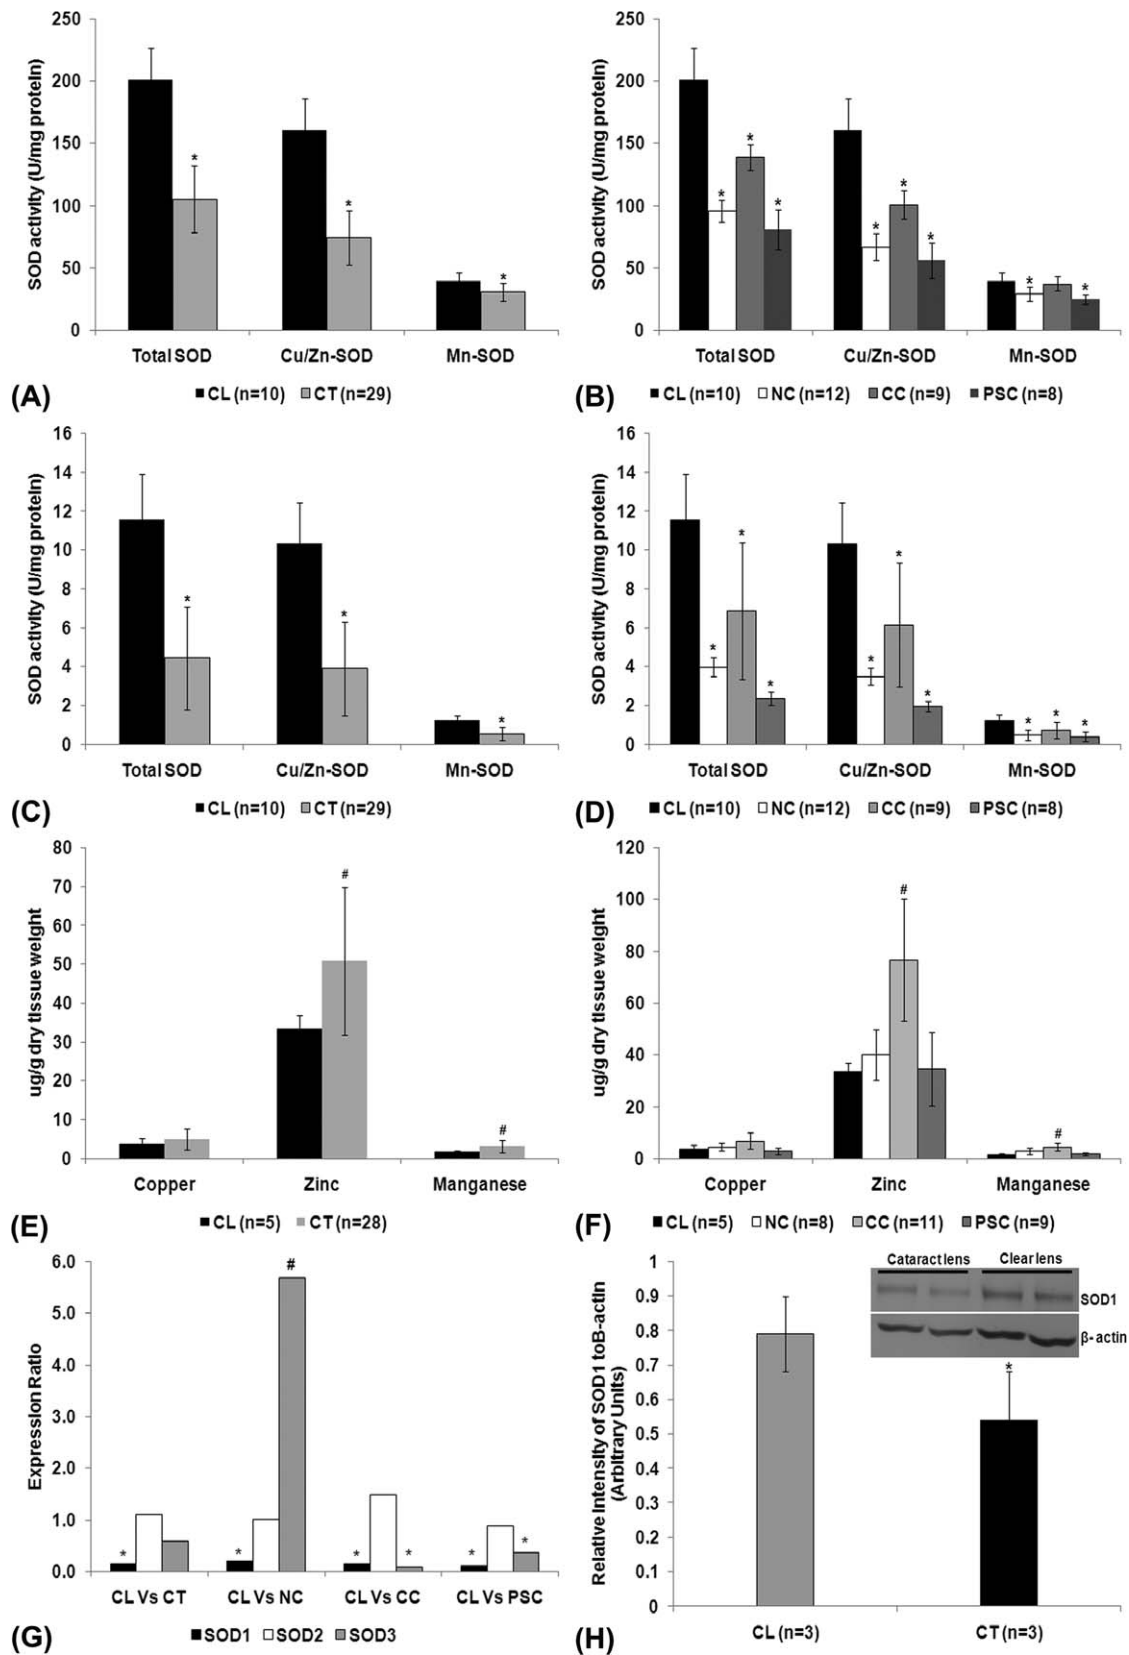 250
200
150
100
50
0
SOD activity (U/mg protein)
*
*
*
Total SOD Cu/Zn-SOD Mn-SOD
(A)
CL (n=10) CT (n=29)
250
200
150
100
50
0
SOD activity (U/mg protein)
* * *
* * *
* *
Total SOD Cu/Zn-SOD Mn-SOD
(B)
CL (n=10) NC (n=12) CC (n=9) PSC (n=8)
16
14
12
10
8
6
4
2
0
SOD activity (U/mg protein)
*
*
*
Total SOD Cu/Zn-SOD Mn-SOD
(C)
CL (n=10) CT (n=29)
16
14
12
10
8
6
4
2
0
SOD activity (U/mg protein)
* * *
* * *
* * *
Total SOD Cu/Zn-SOD Mn-SOD
(D)
CL (n=10) NC (n=12) CC (n=9) PSC (n=8)
80
70
60
50
40
30
20
10
0
ug/g dry tissue weight
#
#
Copper Zinc Manganese
(E)
CL (n=5) CT (n=28)
120
100
80
60
40
20
0
ug/g dry tissue weight
#
#
Copper Zinc Manganese
(F)
CL (n=5) NC (n=8) CC (n=11) PSC (n=9)
6.0
5.0
4.0
3.0
2.0
1.0
0.0
Expression Ratio
*
* #
* *
* *
CL Vs CT CL Vs NC CL Vs CC CL Vs PSC
(G)
SOD1 SOD2 SOD3
1
0.9
0.8
0.7
0.6
0.5
0.4
0.3
0.2
0.1
0
Relative Intensity of SOD1 toB-actin
(Arbitrary Units)
Cataract lens Clear lens
SOD1
β- actin
*
CL (n=3) CT (n=3)
(H)